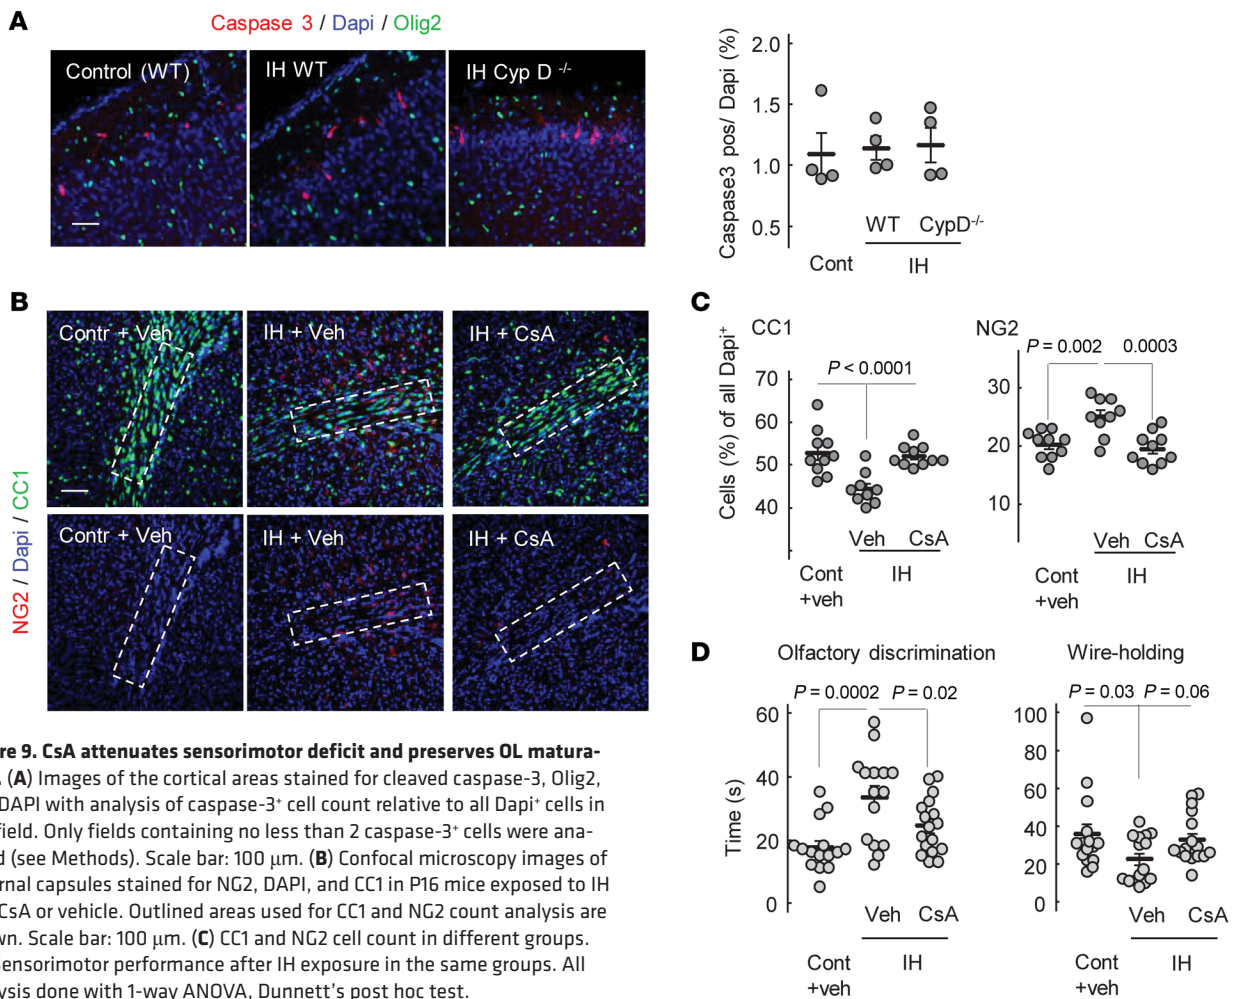 A
Caspase 3 / Dapi / Olig2
Control (WT)
IH WT
IH Cyp D -/-
Caspase3 pos/ Dapi (%)
2.0
1.5
1.0
0.5
WT
CypD-/-
Cont
IH
B
NG2 / Dapi / CC1
Contr + Veh
IH + Veh
IH + CsA
Contr + Veh
IH + Veh
IH + CsA
C
Cells (%) of all Dapi+
CC1
P < 0.0001
70
60
50
40
Veh
CsA
Cont
+veh
IH
NG2
P = 0.002
0.0003
30
20
10
Veh
CsA
Cont
+veh
IH
D
Olfactory discrimination
P = 0.0002
P = 0.02
Time (s)
60
40
20
0
Veh
CsA
Cont
+veh
IH
Wire-holding
P = 0.03
P = 0.06
100
80
60
40
20
0
Veh
CsA
Cont
+veh
IH
re 9. CsA attenuates sensorimotor deficit and preserves OL matura-
. (A) Images of the cortical areas stained for cleaved caspase-3, Olig2,
DAPI with analysis of caspase-3+ cell count relative to all Dapi+ cells in
field. Only fields containing no less than 2 caspase-3+ cells were ana-
d (see Methods). Scale bar: 100 μm. (B) Confocal microscopy images of
rnal capsules stained for NG2, DAPI, and CC1 in P16 mice exposed to IH
CsA or vehicle. Outlined areas used for CC1 and NG2 count analysis are
wn. Scale bar: 100 μm. (C) CC1 and NG2 cell count in different groups.
Sensorimotor performance after IH exposure in the same groups. All
ysis done with 1-way ANOVA, Dunnett's post hoc test.